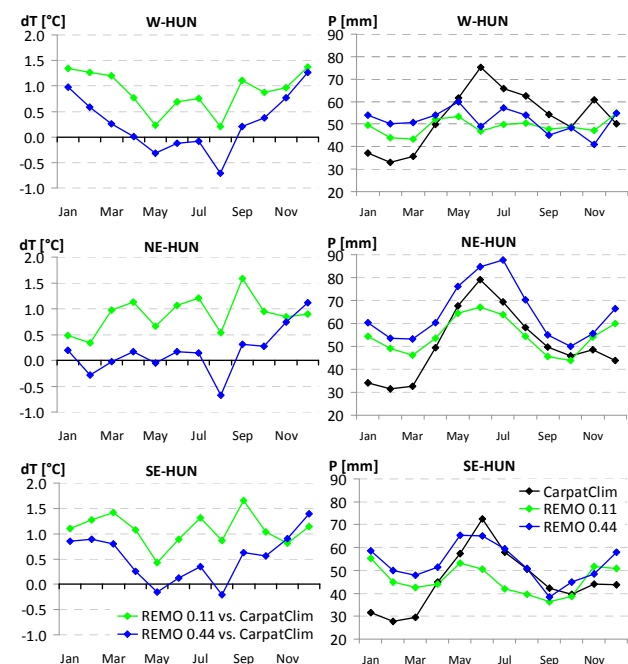 dT [°C] W-HUN
2.0
1.5
1.0
0.5
0.0
-0.5
-1.0
Jan Mar May Jul Sep Nov
P [mm] W-HUN
90
80
70
60
50
40
30
20
Jan Mar May Jul Sep Nov
dT [°C] NE-HUN
2.0
1.5
1.0
0.5
0.0
-0.5
-1.0
Jan Mar May Jul Sep Nov
P [mm] NE-HUN
90
80
70
60
50
40
30
20
Jan Mar May Jul Sep Nov
dT [°C] SE-HUN
2.0
1.5
1.0
0.5
0.0
-0.5
-1.0
REMO 0.11 vs. CarpatClim
REMO 0.44 vs. CarpatClim
Jan Mar May Jul Sep Nov
P [mm] SE-HUN
90
80
70
60
50
40
30
20
CarpatClim
REMO 0.11
REMO 0.44
Jan Mar May Jul Sep Nov